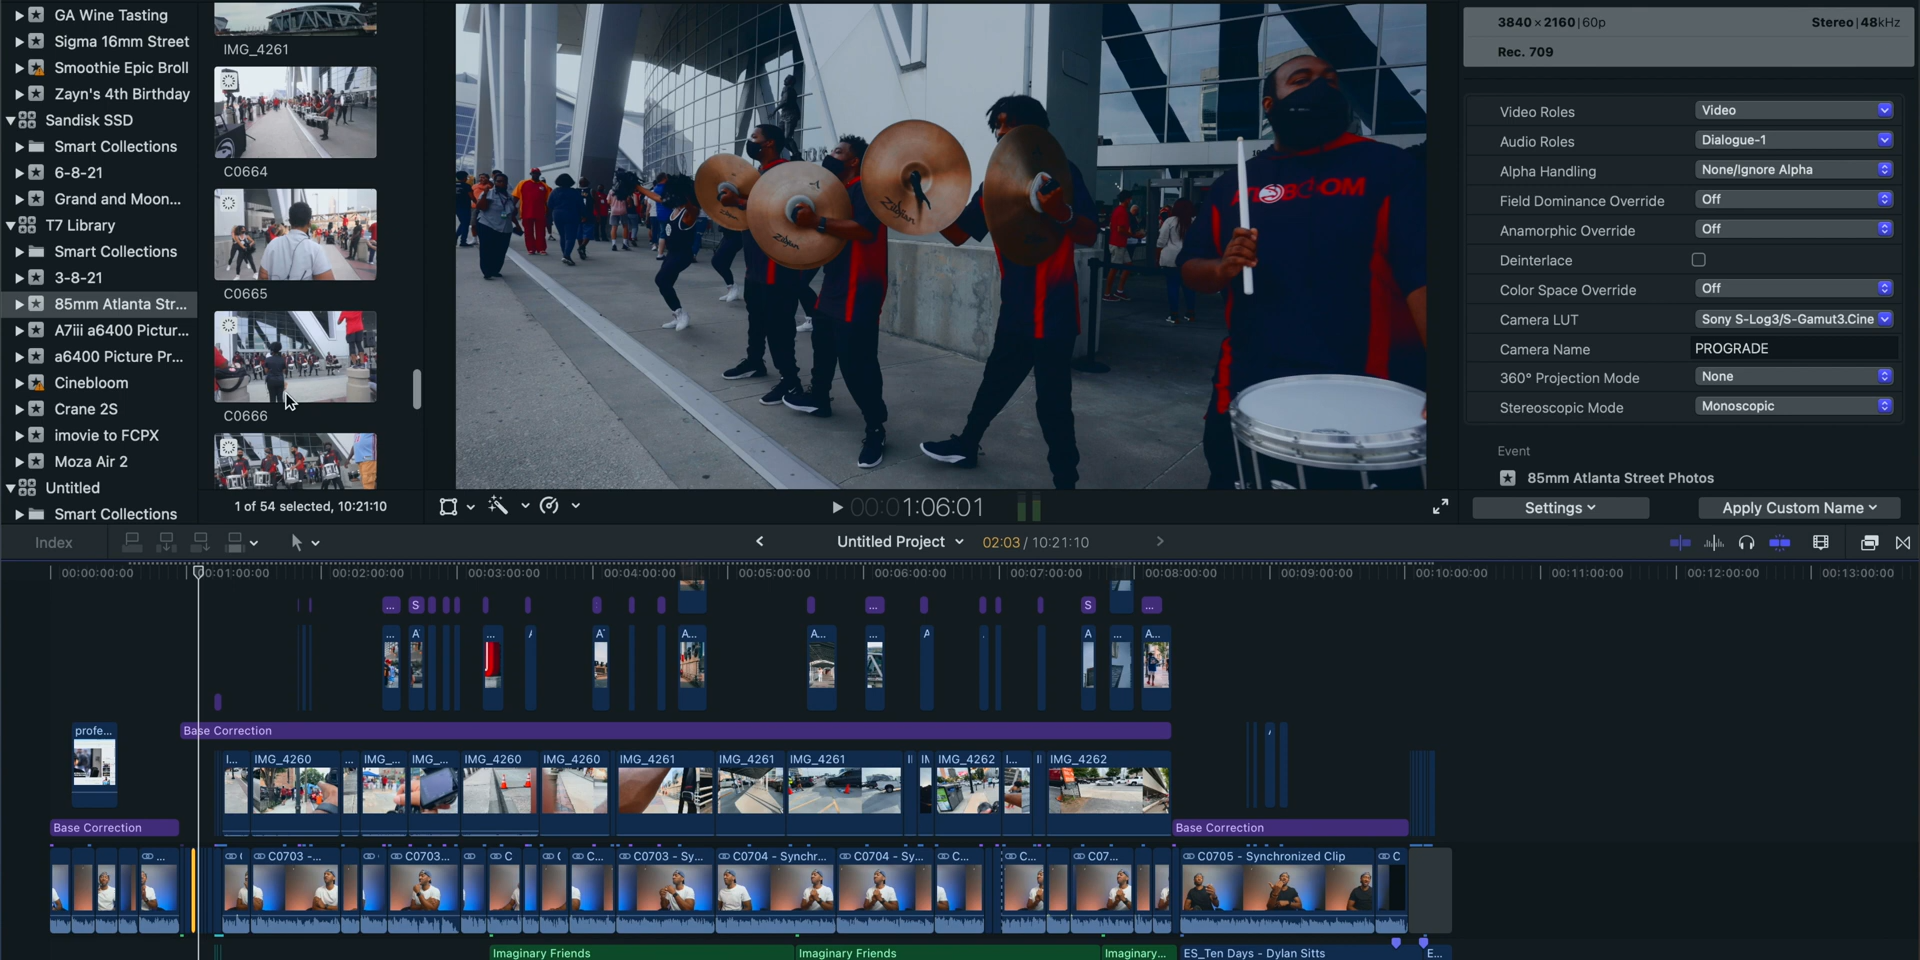 GA Wine Tasting
Sigma 16mm Street
Smoothie Epic Broll
Zayn's 4th Birthday
Sandisk SSD
Smart Collections
6-8-21
Grand and Moon...
T7 Library
Smart Collections
3-8-21
85mm Atlanta Str...
A7iii a6400 Pictur...
a6400 Picture Pr...
Cinebloom
Crane 2S
imovie to FCPX
Moza Air 2
Untitled
Smart Collections
IMG_4261
C0664
C0665
C0666
1 of 54 selected, 10:21:10
Zildjian
Zildjian
ATLBOOM
00:01:06:01
3840 × 2160 | 60p
Stereo | 48kHz
Rec. 709
Video Roles Video
Audio Roles Dialogue-1
Alpha Handling None/Ignore Alpha
Field Dominance Override Off
Anamorphic Override Off
Deinterlace
Color Space Override Off
Camera LUT Sony S-Log3/S-Gamut3.Cine
Camera Name PROGRADE
360° Projection Mode None
Stereoscopic Mode Monoscopic
Event
85mm Atlanta Street Photos
Settings
Apply Custom Name
Index
Untitled Project
02:03 / 10:21:10
00:00:00:00 00:01:00:00 00:02:00:00 00:03:00:00 00:04:00:00 00:05:00:00 00:06:00:00 00:07:00:00 00:08:00:00 00:09:00:00 00:10:00:00 00:11:00:00 00:12:00:00 00:13:00:00
... S ... S ...
... A ... A A... A... ... A A ... A...
profe... Base Correction
I... IMG_4260 ... IMG_... IMG_... IMG_4260 IMG_4260 IMG_4261 IMG_4261 IMG_4261 IMG_4262 I... IMG_4262
Base Correction
Base Correction
... C0703 -... C0703... C C... C0703 - Sy... C0704 - Synchr... C0704 - Sy... C... C... C07... C0705 - Synchronized Clip C
Imaginary Friends Imaginary Friends Imaginary... ES_Ten Days - Dylan Sitts E...